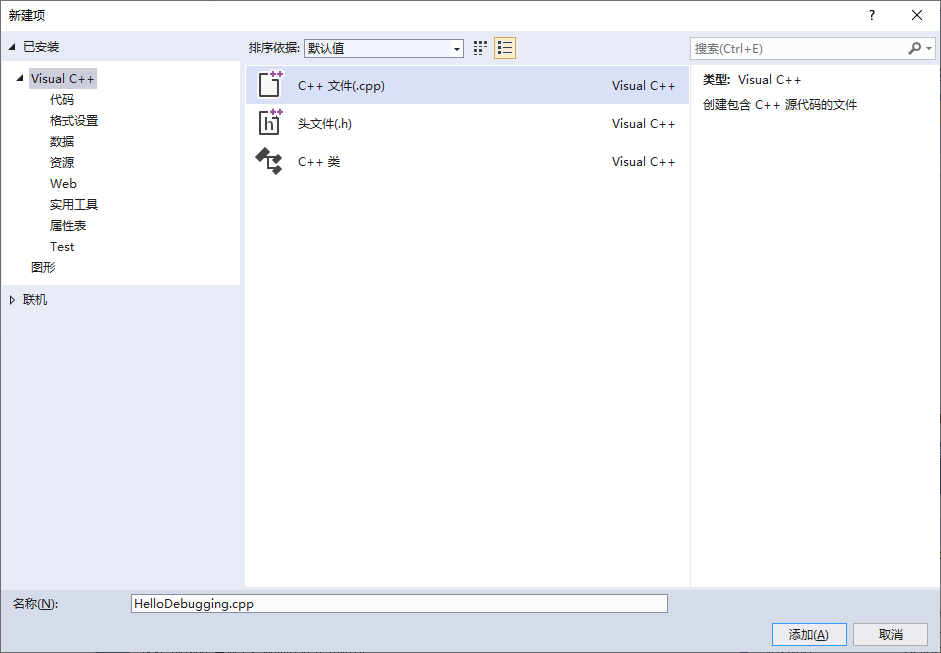 新建项
?
已安装
排序依据: 默认值
搜索(Ctrl+E)
Visual C++
代码
格式设置
数据
资源
Web
实用工具
属性表
Test
图形
联机
C++ 文件(.cpp) Visual C++
头文件(.h) Visual C++
C++ 类 Visual C++
类型: Visual C++
创建包含 C++ 源代码的文件
名称(N): HelloDebugging.cpp
添加(A) 取消